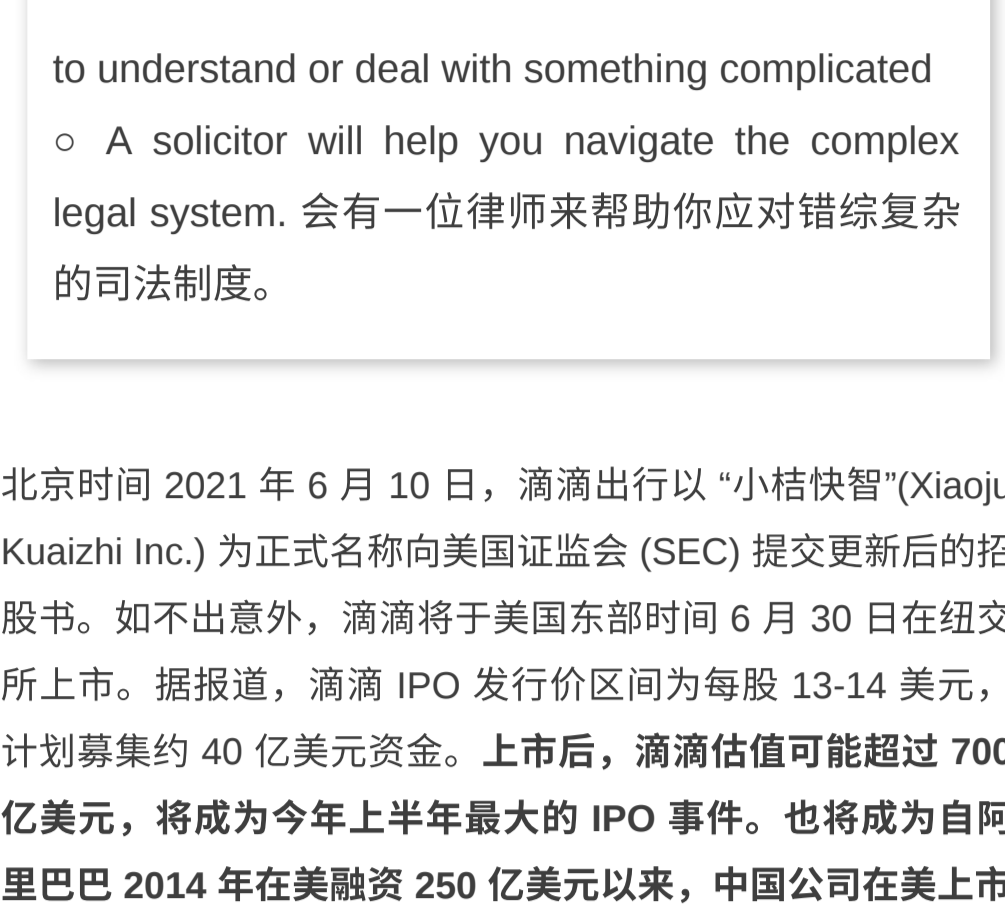 to understand or deal with something complicated
○ A solicitor will help you navigate the complex
legal system. 会有一位律师来帮助你应对错综复杂
的司法制度。
北京时间 2021 年 6 月 10 日，滴滴出行以 “小桔快智”(Xiaoju
Kuaizhi Inc.) 为正式名称向美国证监会 (SEC) 提交更新后的招
股书。如不出意外，滴滴将于美国东部时间 6 月 30 日在纽交
所上市。据报道，滴滴 IPO 发行价区间为每股 13-14 美元，
计划募集约 40 亿美元资金。上市后，滴滴估值可能超过 700
亿美元，将成为今年上半年最大的 IPO 事件。也将成为自阿
里巴巴 2014 年在美融资 250 亿美元以来，中国公司在美上市